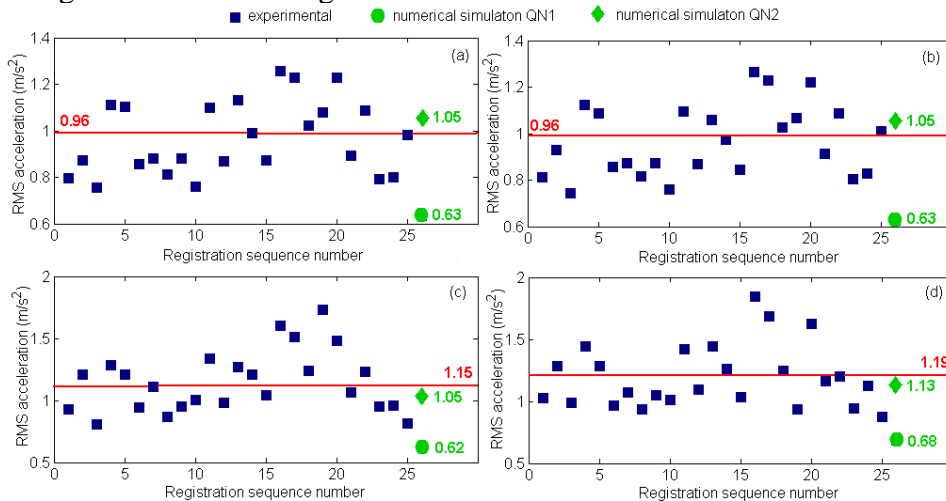 experimental numerical simulaton QN1 numerical simulaton QN2
1.4
1.2
1
0.8
0.6
RMS acceleration (m/s²)
(a)
0.96
1.05
0.63
0 5 10 15 20 25
Registration sequence number
1.4
1.2
1
0.8
0.6
RMS acceleration (m/s²)
(b)
0.96
1.05
0.63
0 5 10 15 20 25
Registration sequence number
2
1.5
1
0.5
RMS acceleration (m/s²)
(c)
1.15
1.05
0.62
0 5 10 15 20 25
Registration sequence number
2
1.5
1
0.5
RMS acceleration (m/s²)
(d)
1.19
1.13
0.68
0 5 10 15 20 25 30
Registration sequence number